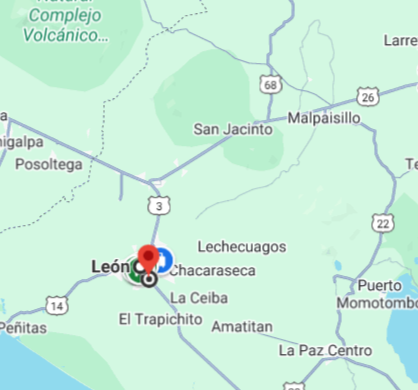 Natural
Complejo
Volcánico...
Larre
68
26
San Jacinto
Malpaisillo
a
nigalpa
Posoltega
Te
3
22
Lechecuagos
León
Chacaraseca
Puerto
Momotombo
14
La Ceiba
Peñitas
El Trapichito
Amatitan
La Paz Centro